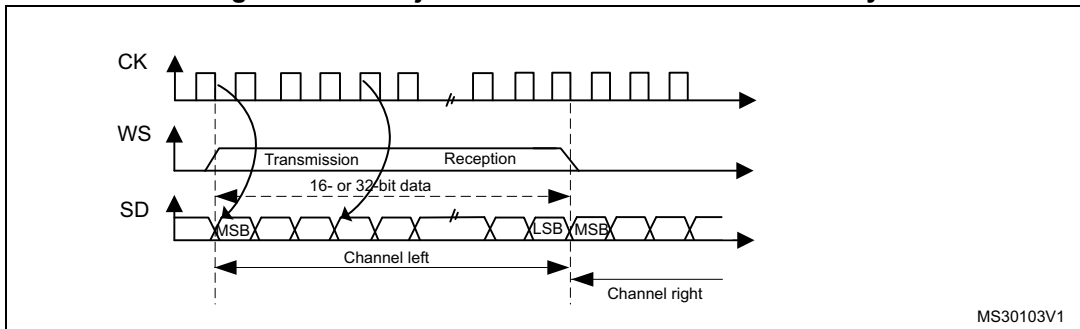 CK
WS
Transmission Reception
16- or 32-bit data
SD
MSB LSB MSB
Channel left
Channel right
MS30103V1